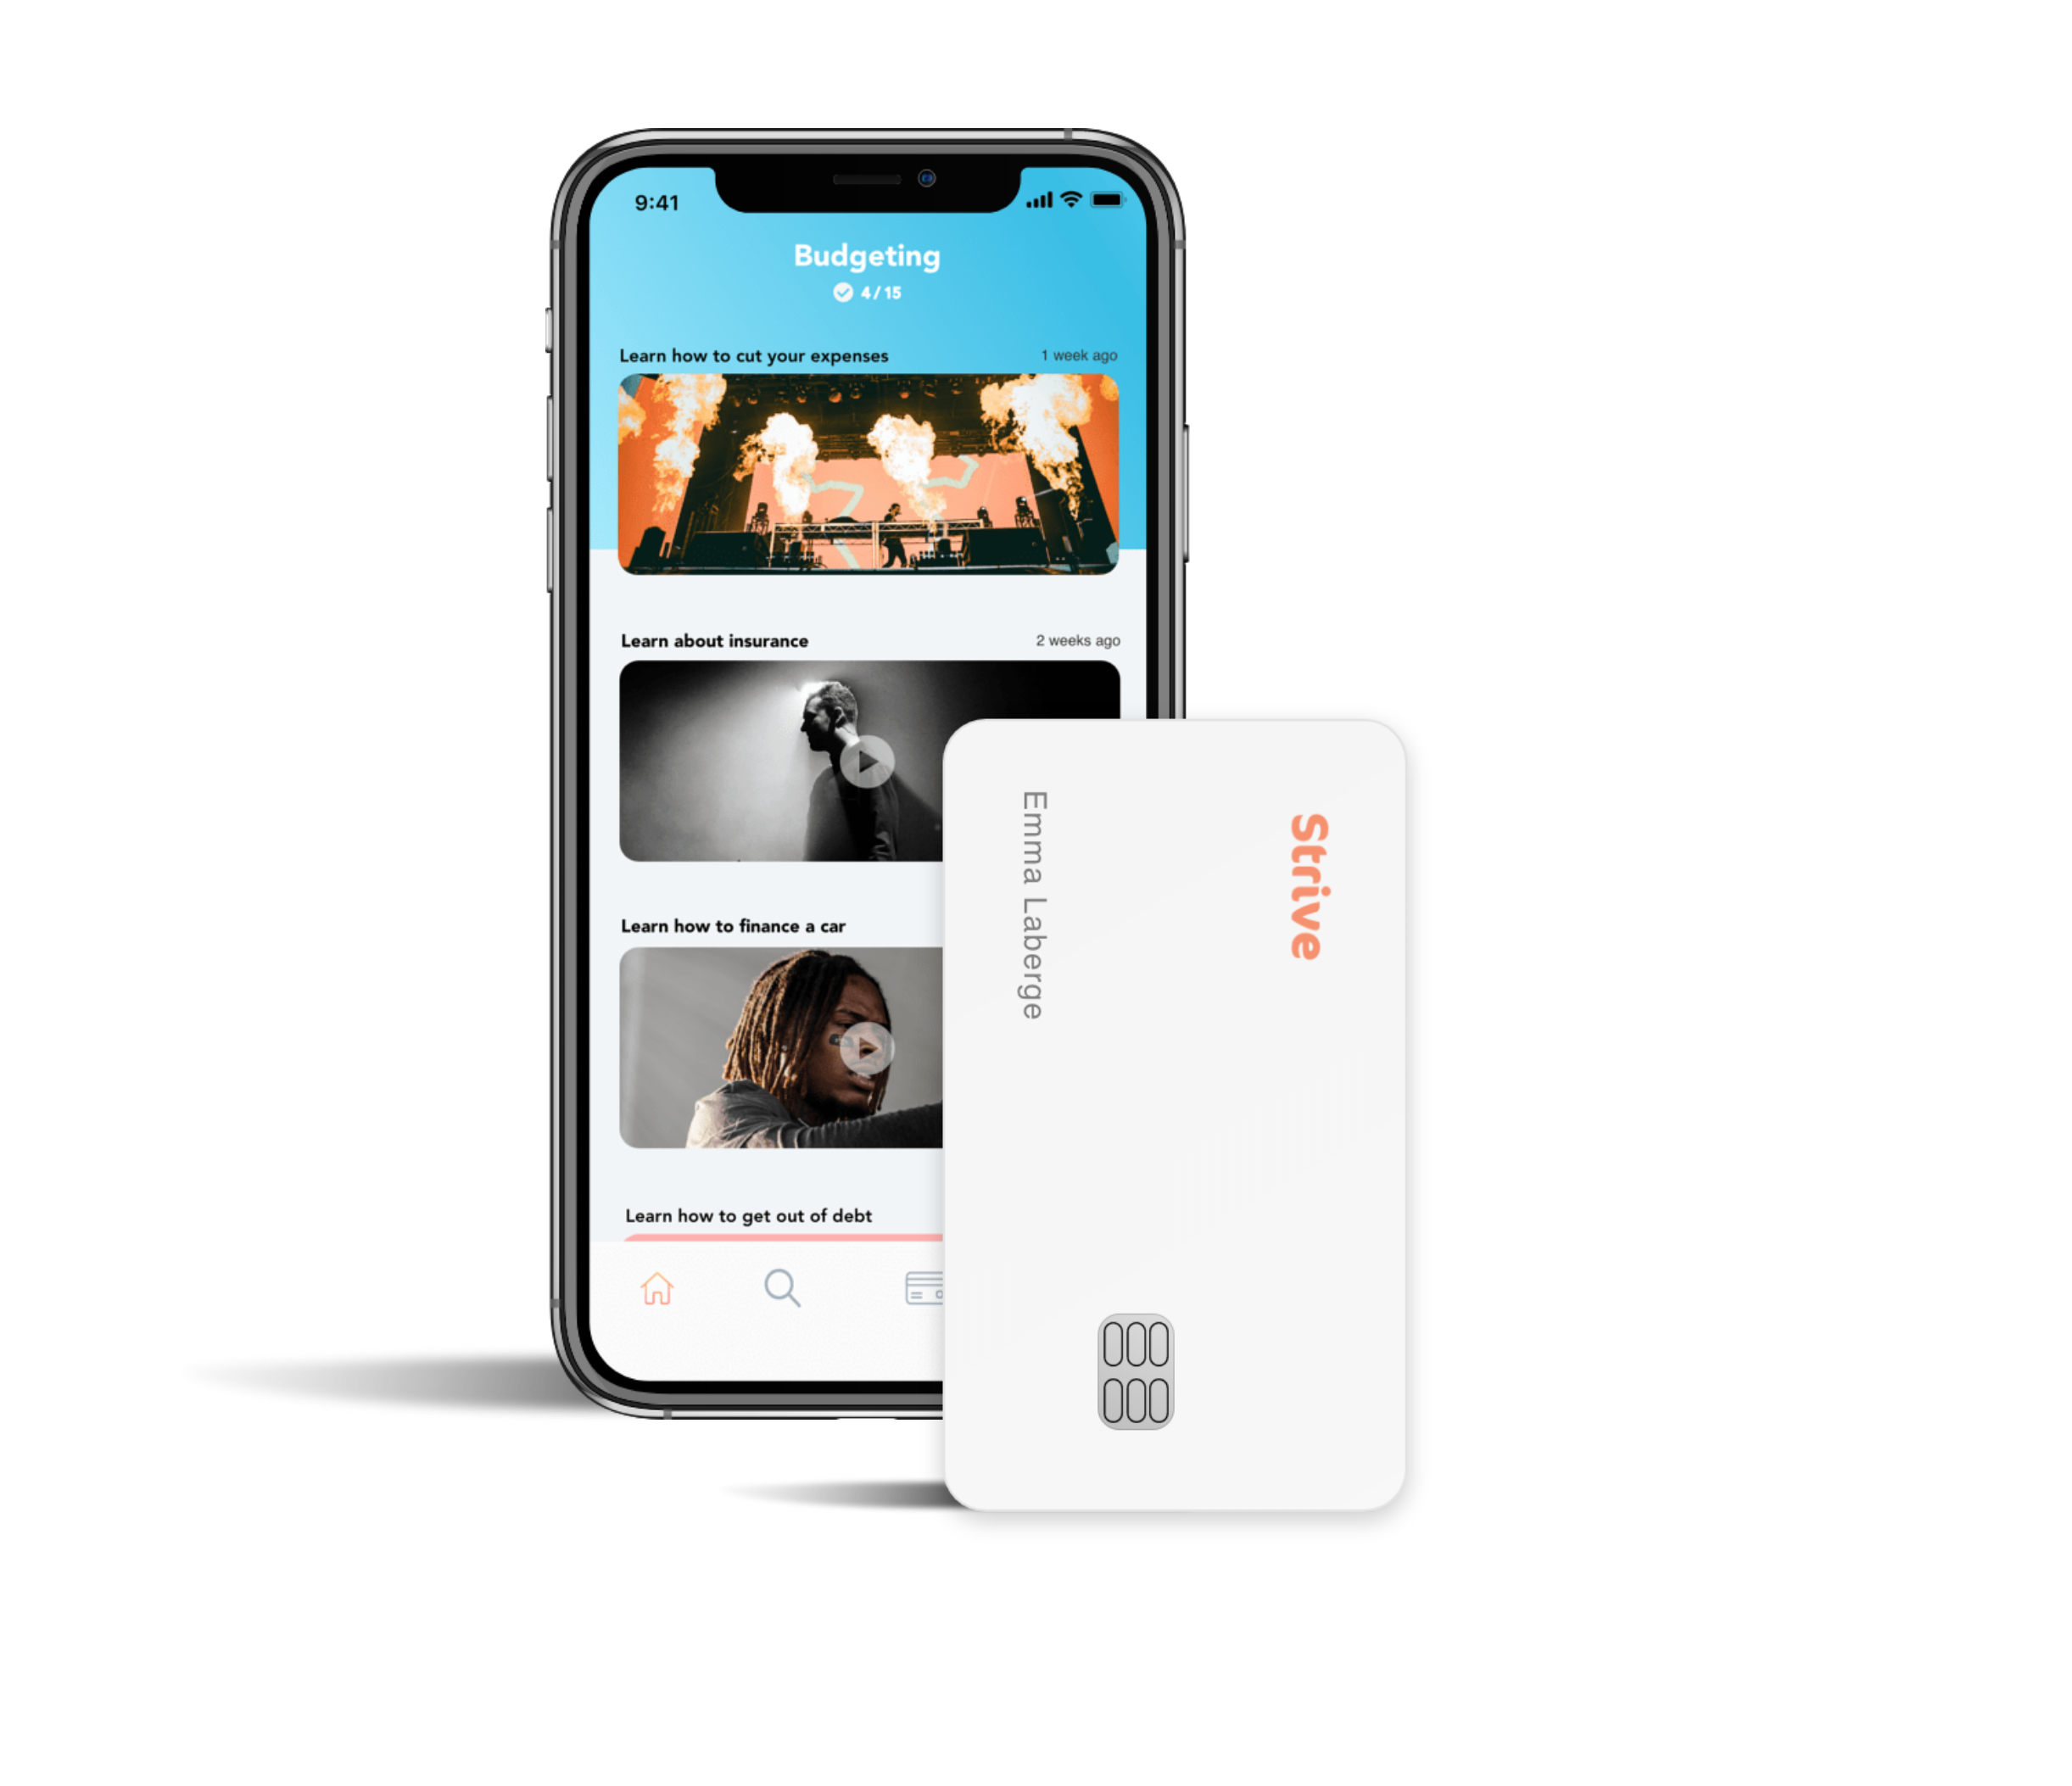 9:41
Budgeting
4/15
Learn how to cut your expenses
1 week ago
Learn about insurance
2 weeks ago
Learn how to finance a car
Learn how to get out of debt
Strive
Emma Laberge